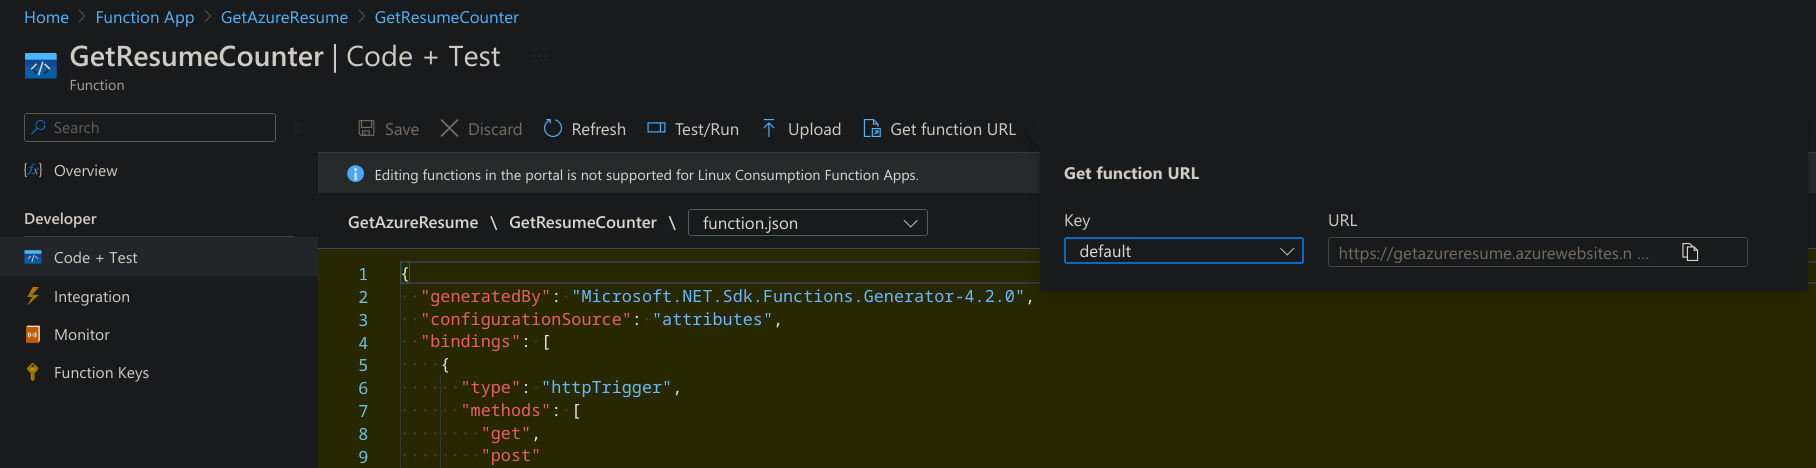 Home > Function App > GetAzureResume > GetResumeCounter
GetResumeCounter | Code + Test ...
Function
Search
Save Discard Refresh Test/Run Upload Get function URL
Overview
Developer
Code + Test
Integration
Monitor
Function Keys
Editing functions in the portal is not supported for Linux Consumption Function Apps.
GetAzureResume \ GetResumeCounter \ function.json
1 {
2 "generatedBy": "Microsoft.NET.Sdk.Functions.Generator-4.2.0",
3 "configurationSource": "attributes",
4 "bindings": [
5 {
6 "type": "httpTrigger",
7 "methods": [
8 "get",
9 "post"
Get function URL
Key URL
default https://getazureresume.azurewebsites.n ...